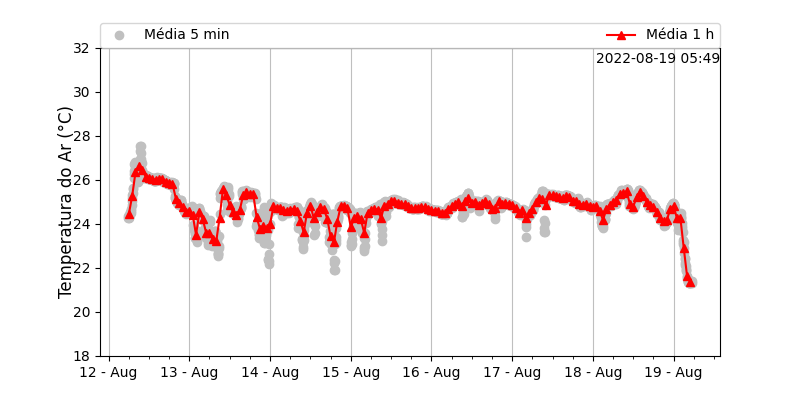 Média 5 min
Média 1 h
2022-08-19 05:49
Temperatura do Ar (°C)
32
30
28
26
24
22
20
18
12 - Aug
13 - Aug
14 - Aug
15 - Aug
16 - Aug
17 - Aug
18 - Aug
19 - Aug